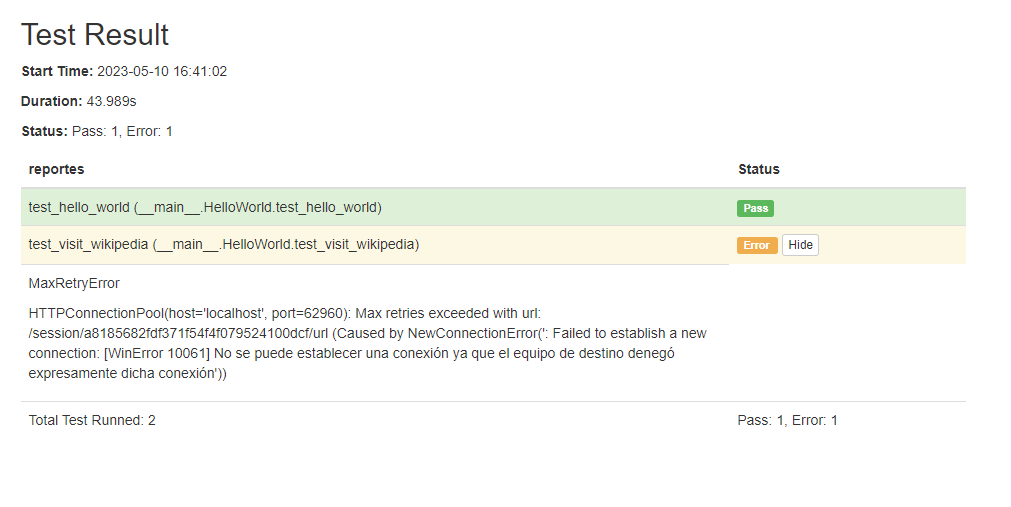 Test Result
Start Time: 2023-05-10 16:41:02
Duration: 43.989s
Status: Pass: 1, Error: 1
reportes Status
test_hello_world (__main__.HelloWorld.test_hello_world) Pass
test_visit_wikipedia (__main__.HelloWorld.test_visit_wikipedia) Error Hide
MaxRetryError
HTTPConnectionPool(host='localhost', port=62960): Max retries exceeded with url:
/session/a8185682fdf371f54f4f079524100dcf/url (Caused by NewConnectionError(': Failed to establish a new
connection: [WinError 10061] No se puede establecer una conexión ya que el equipo de destino denegó
expresamente dicha conexión'))
Total Test Runned: 2 Pass: 1, Error: 1